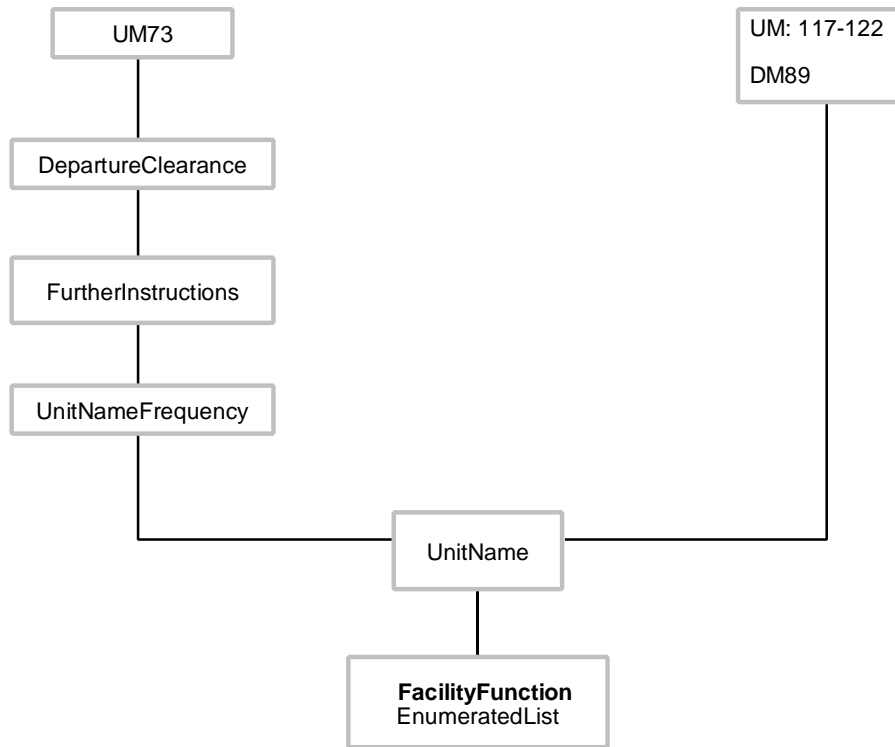 UM73
UM: 117-122
DM89
DepartureClearance
FurtherInstructions
UnitNameFrequency
UnitName
FacilityFunction
EnumeratedList